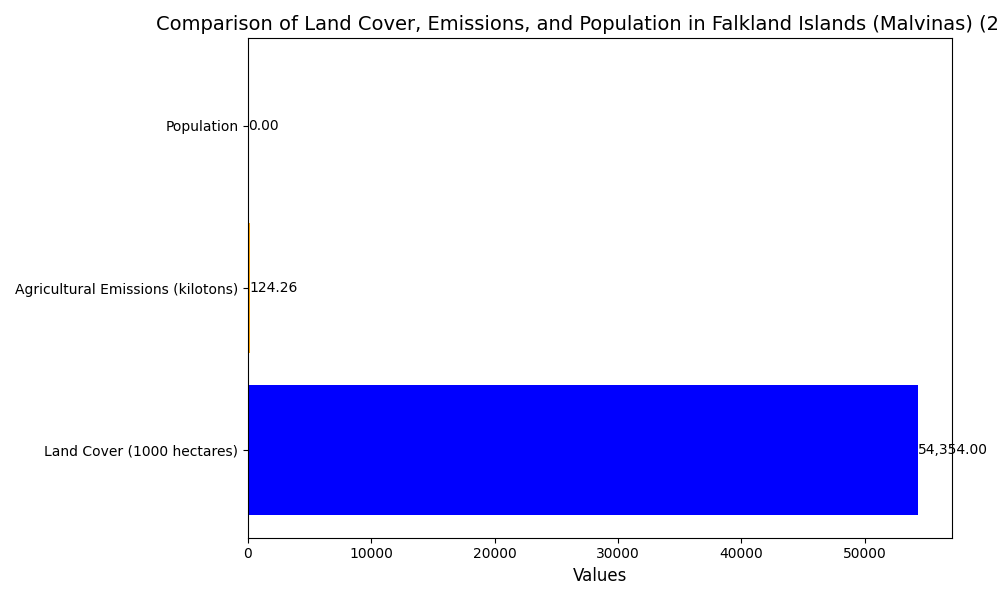 Comparison of Land Cover, Emissions, and Population in Falkland Islands (Malvinas) (2
Population
0.00
Agricultural Emissions (kilotons)
124.26
Land Cover (1000 hectares)
54,354.00
0 10000 20000 30000 40000 50000
Values